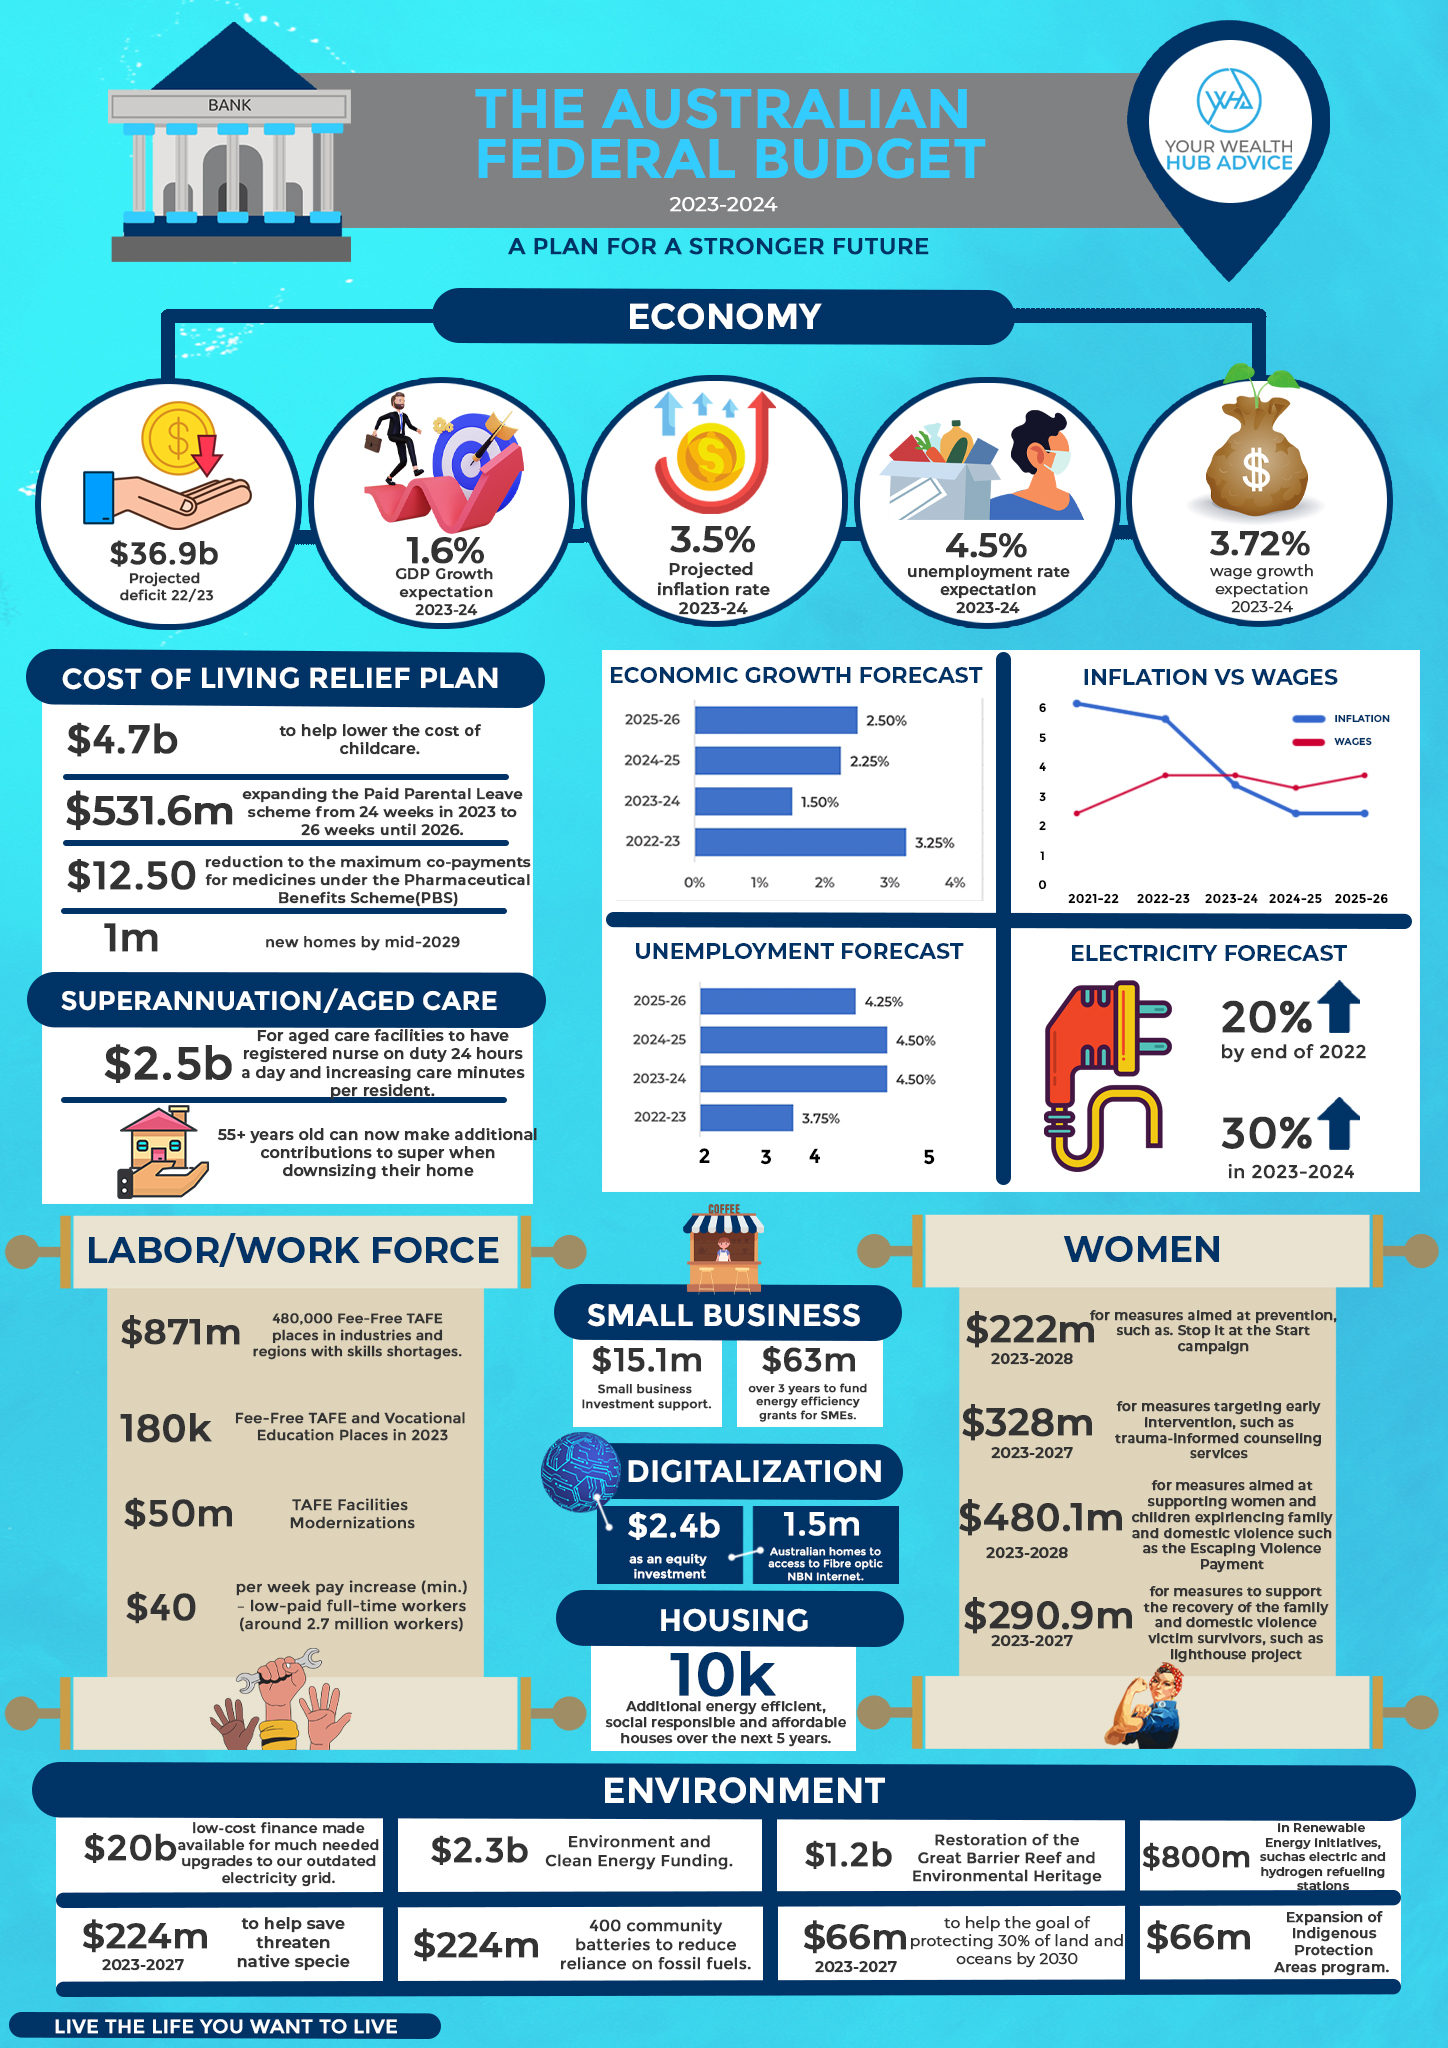 BANK
THE AUSTRALIAN
FEDERAL BUDGET
2023-2024
A PLAN FOR A STRONGER FUTURE
WHA
YOUR WEALTH
HUB ADVICE
ECONOMY
$36.9b
Projected
deficit 22/23
1.6%
GDP Growth
expectation
2023-24
3.5%
Projected
inflation rate
2023-24
4.5%
unemployment rate
expectation
2023-24
3.72%
wage growth
expectation
2023-24
COST OF LIVING RELIEF PLAN
$4.7b
to help lower the cost of
childcare.
$531.6m
expanding the Paid Parental Leave
scheme from 24 weeks in 2023 to
26 weeks until 2026.
$12.50
reduction to the maximum co-payments
for medicines under the Pharmaceutical
Benefits Scheme(PBS)
1m
new homes by mid-2029
SUPERANNUATION/AGED CARE
$2.5b
For aged care facilities to have
registered nurse on duty 24 hours
a day and increasing care minutes
per resident.
55+ years old can now make additional
contributions to super when
downsizing their home
ECONOMIC GROWTH FORECAST
2025-26 2.50%
2024-25 2.25%
2023-24 1.50%
2022-23 3.25%
0% 1% 2% 3% 4%
INFLATION VS WAGES
6
5
4
3
2
1
0
INFLATION
WAGES
2021-22 2022-23 2023-24 2024-25 2025-26
UNEMPLOYMENT FORECAST
2025-26 4.25%
2024-25 4.50%
2023-24 4.50%
2022-23 3.75%
2 3 4 5
ELECTRICITY FORECAST
20%
by end of 2022
30%
in 2023-2024
LABOR/WORK FORCE
$871m
480,000 Fee-Free TAFE
places in industries and
regions with skills shortages.
180k
Fee-Free TAFE and Vocational
Education Places in 2023
$50m
TAFE Facilities
Modernizations
$40
per week pay increase (min.)
– low-paid full-time workers
(around 2.7 million workers)
COFFEE
SMALL BUSINESS
$15.1m
Small business
Investment support.
$63m
over 3 years to fund
energy efficiency
grants for SMEs.
DIGITALIZATION
$2.4b
as an equity
investment
1.5m
Australian homes to
access to Fibre optic
NBN Internet.
HOUSING
10k
Additional energy efficient,
social responsible and affordable
houses over the next 5 years.
WOMEN
$222m
2023-2028
for measures aimed at prevention,
such as. Stop It at the Start
campaign
$328m
2023-2027
for measures targeting early
intervention, such as
trauma-informed counseling
services
$480.1m
2023-2028
for measures aimed at
supporting women and
children expiriencing family
and domestic violence such
as the Escaping Violence
Payment
$290.9m
2023-2027
for measures to support
the recovery of the family
and domestic violence
victim survivors, such as
lighthouse project
ENVIRONMENT
$20b
low-cost finance made
available for much needed
upgrades to our outdated
electricity grid.
$2.3b
Environment and
Clean Energy Funding.
$1.2b
Restoration of the
Great Barrier Reef and
Environmental Heritage
$800m
In Renewable
Energy Initiatives,
suchas electric and
hydrogen refueling
stations
$224m
2023-2027
to help save
threaten
native specie
$224m
400 community
batteries to reduce
reliance on fossil fuels.
$66m
2023-2027
to help the goal of
protecting 30% of land and
oceans by 2030
$66m
Expansion of
Indigenous
Protection
Areas program.
LIVE THE LIFE YOU WANT TO LIVE